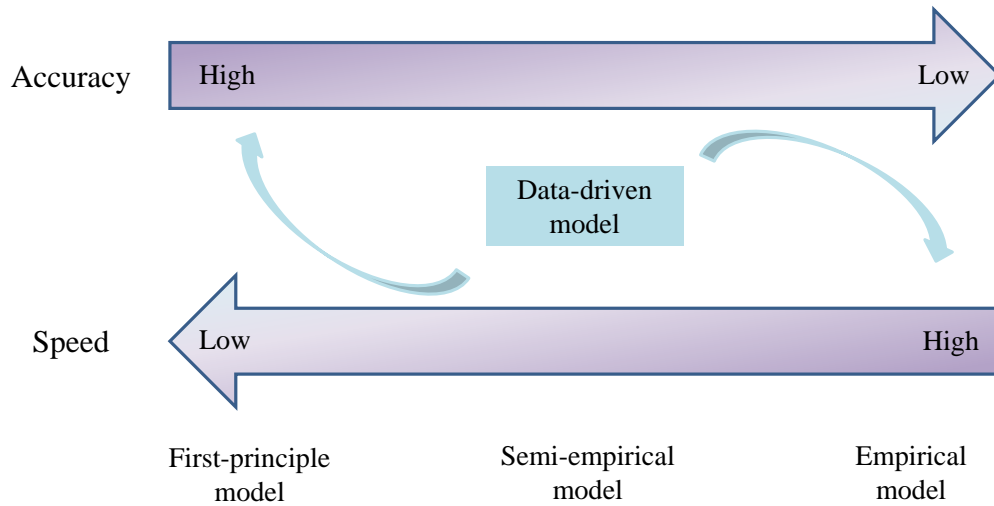 Accuracy
High
Low
Data-driven
model
Speed
Low
High
First-principle
model
Semi-empirical
model
Empirical
model